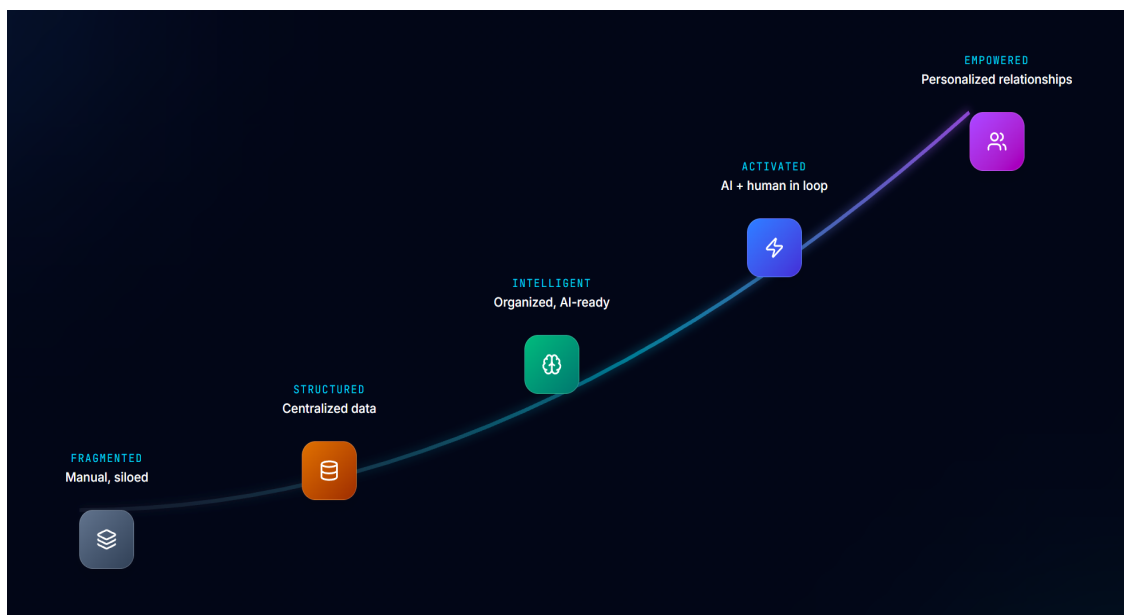 EMPOWERED
Personalized relationships
ACTIVATED
AI + human in loop
INTELLIGENT
Organized, AI-ready
STRUCTURED
Centralized data
FRAGMENTED
Manual, siloed